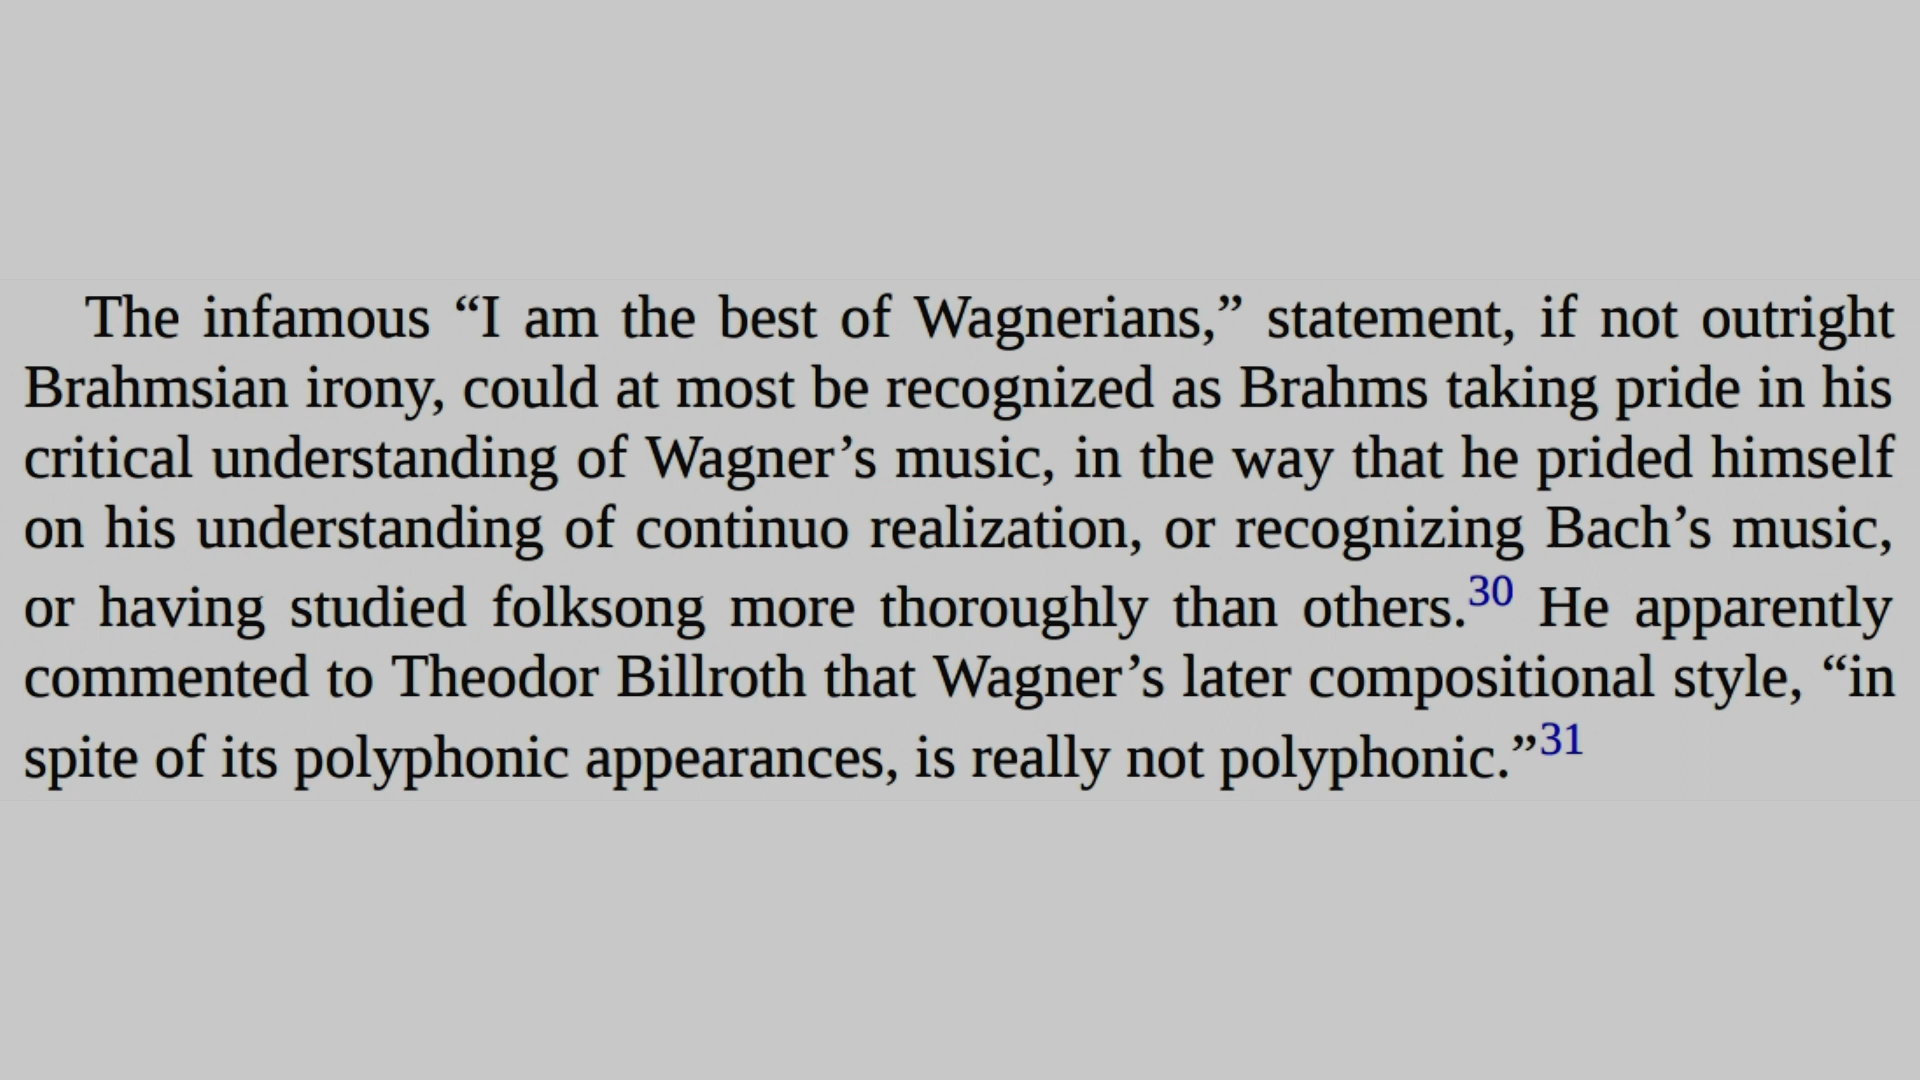 The infamous “I am the best of Wagnerians,” statement, if not outright
Brahmsian irony, could at most be recognized as Brahms taking pride in his
critical understanding of Wagner’s music, in the way that he prided himself
on his understanding of continuo realization, or recognizing Bach’s music,
or having studied folksong more thoroughly than others.30 He apparently
commented to Theodor Billroth that Wagner’s later compositional style, “in
spite of its polyphonic appearances, is really not polyphonic.”31